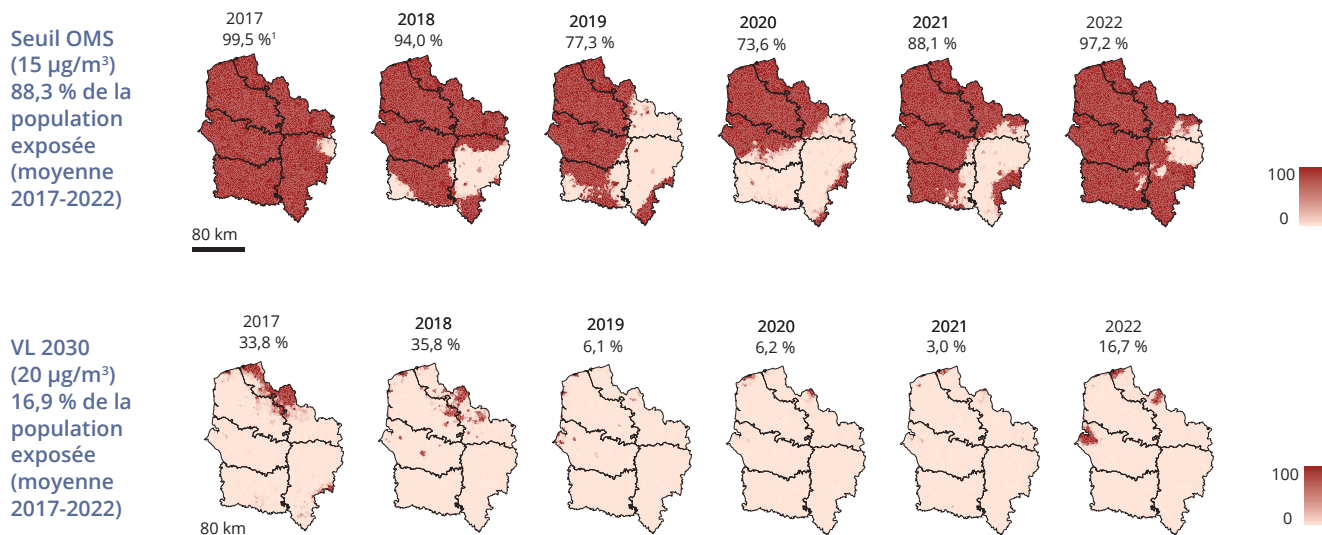 Seuil OMS
(15 µg/m³)
88,3 % de la
population
exposée
(moyenne
2017-2022)
2017
99,5 %¹
2018
94,0 %
2019
77,3 %
2020
73,6 %
2021
88,1 %
2022
97,2 %
100
0
80 km
VL 2030
(20 µg/m³)
16,9 % de la
population
exposée
(moyenne
2017-2022)
2017
33,8 %
2018
35,8 %
2019
6,1 %
2020
6,2 %
2021
3,0 %
2022
16,7 %
100
0
80 km